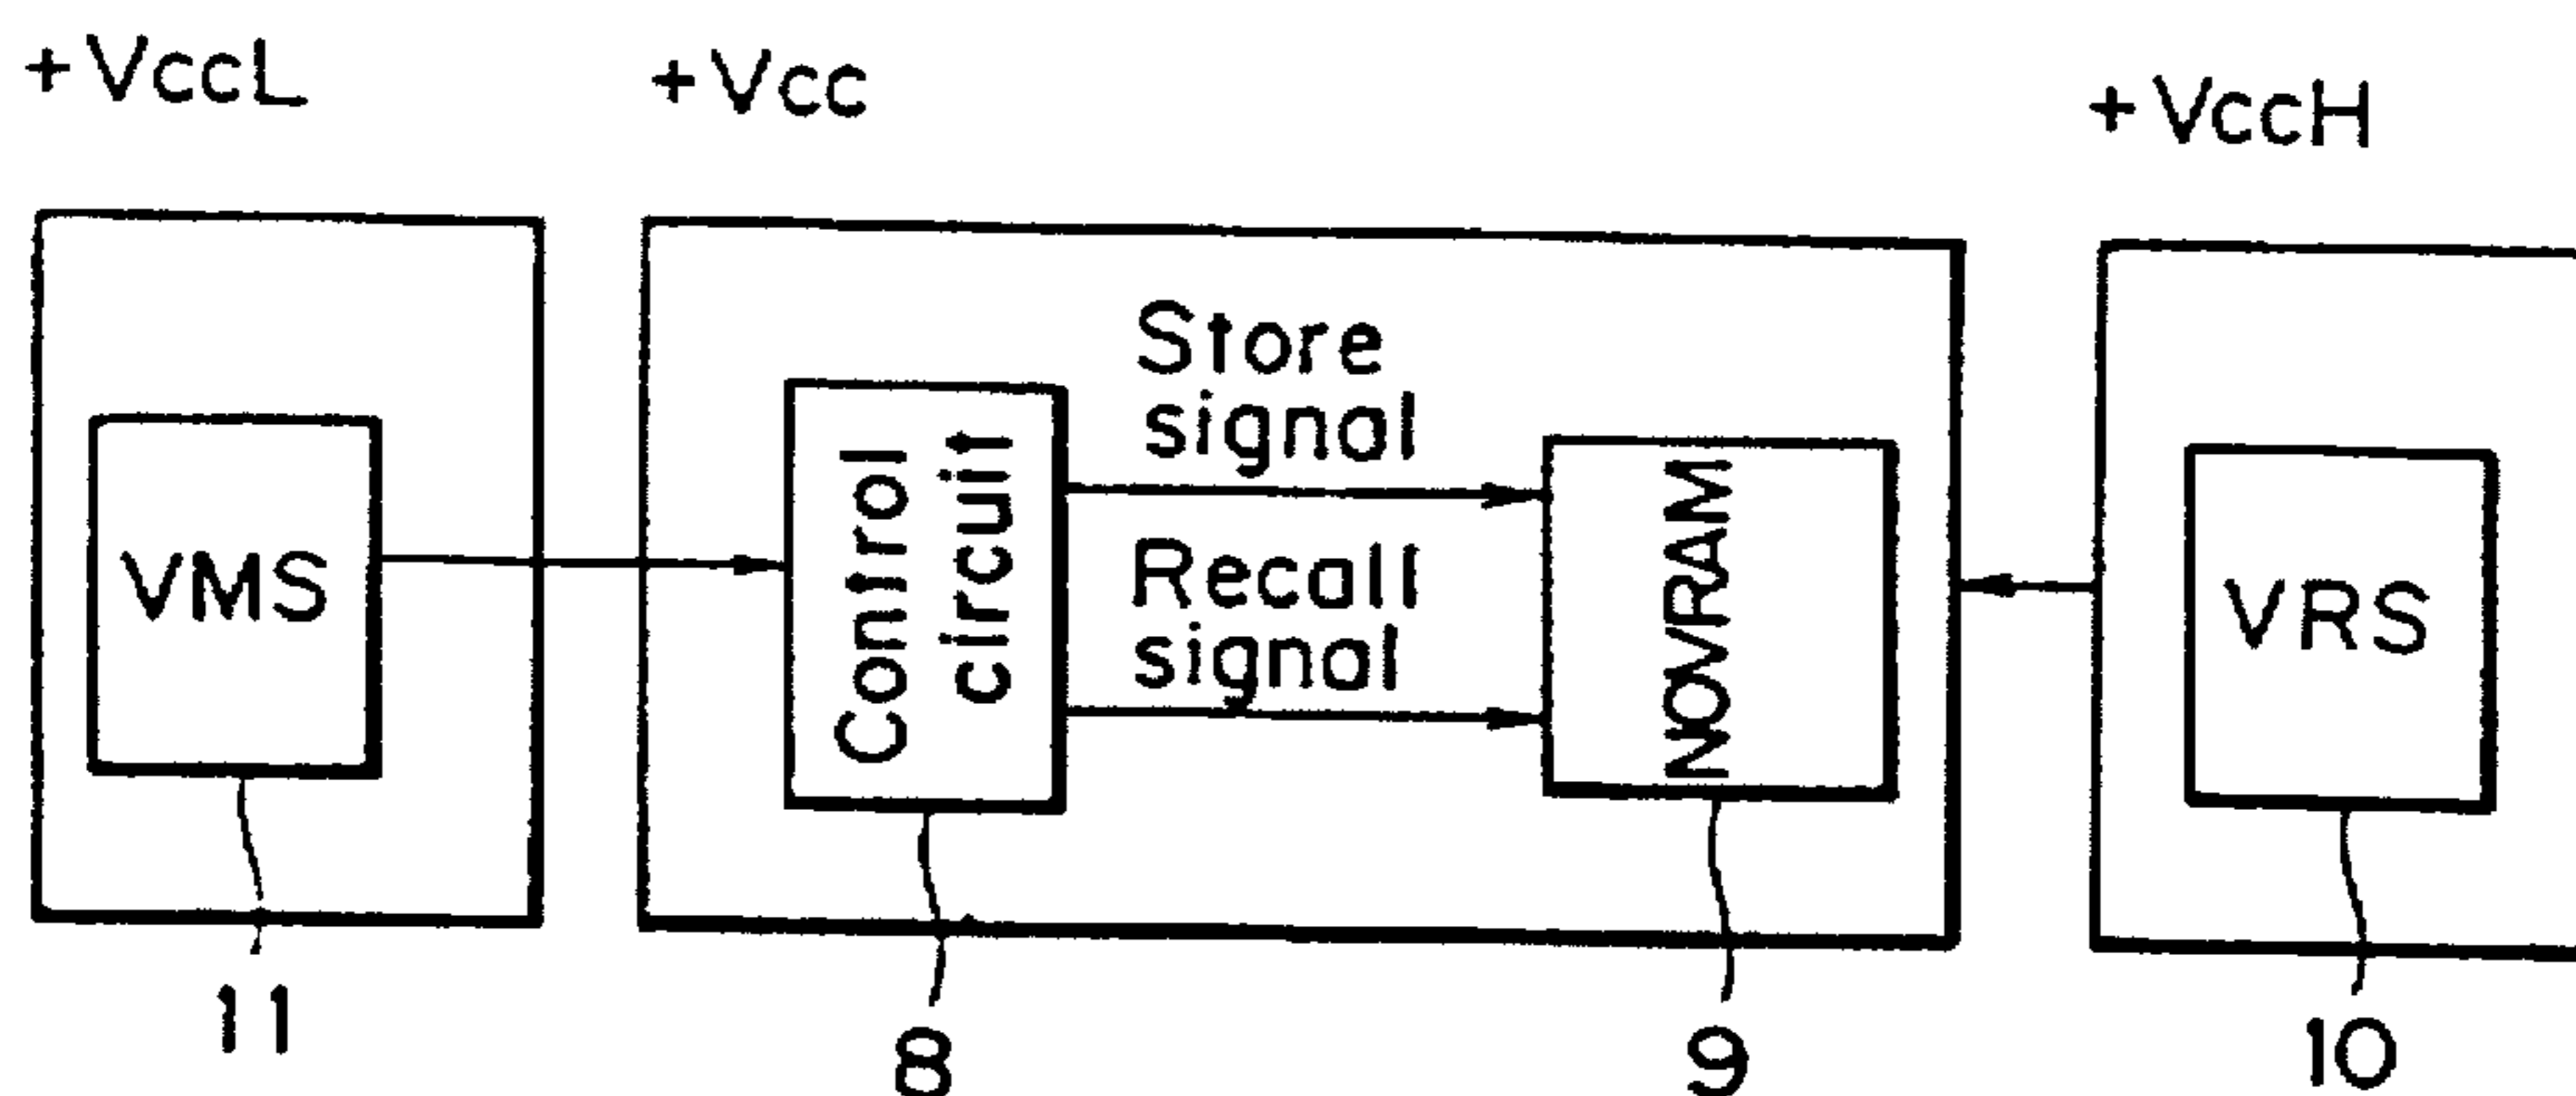 +VccL
+Vcc
+VccH
Store
signal
Control
circuit
NOVRAM
VMS
Recall
signal
VRS
11
8
9
10